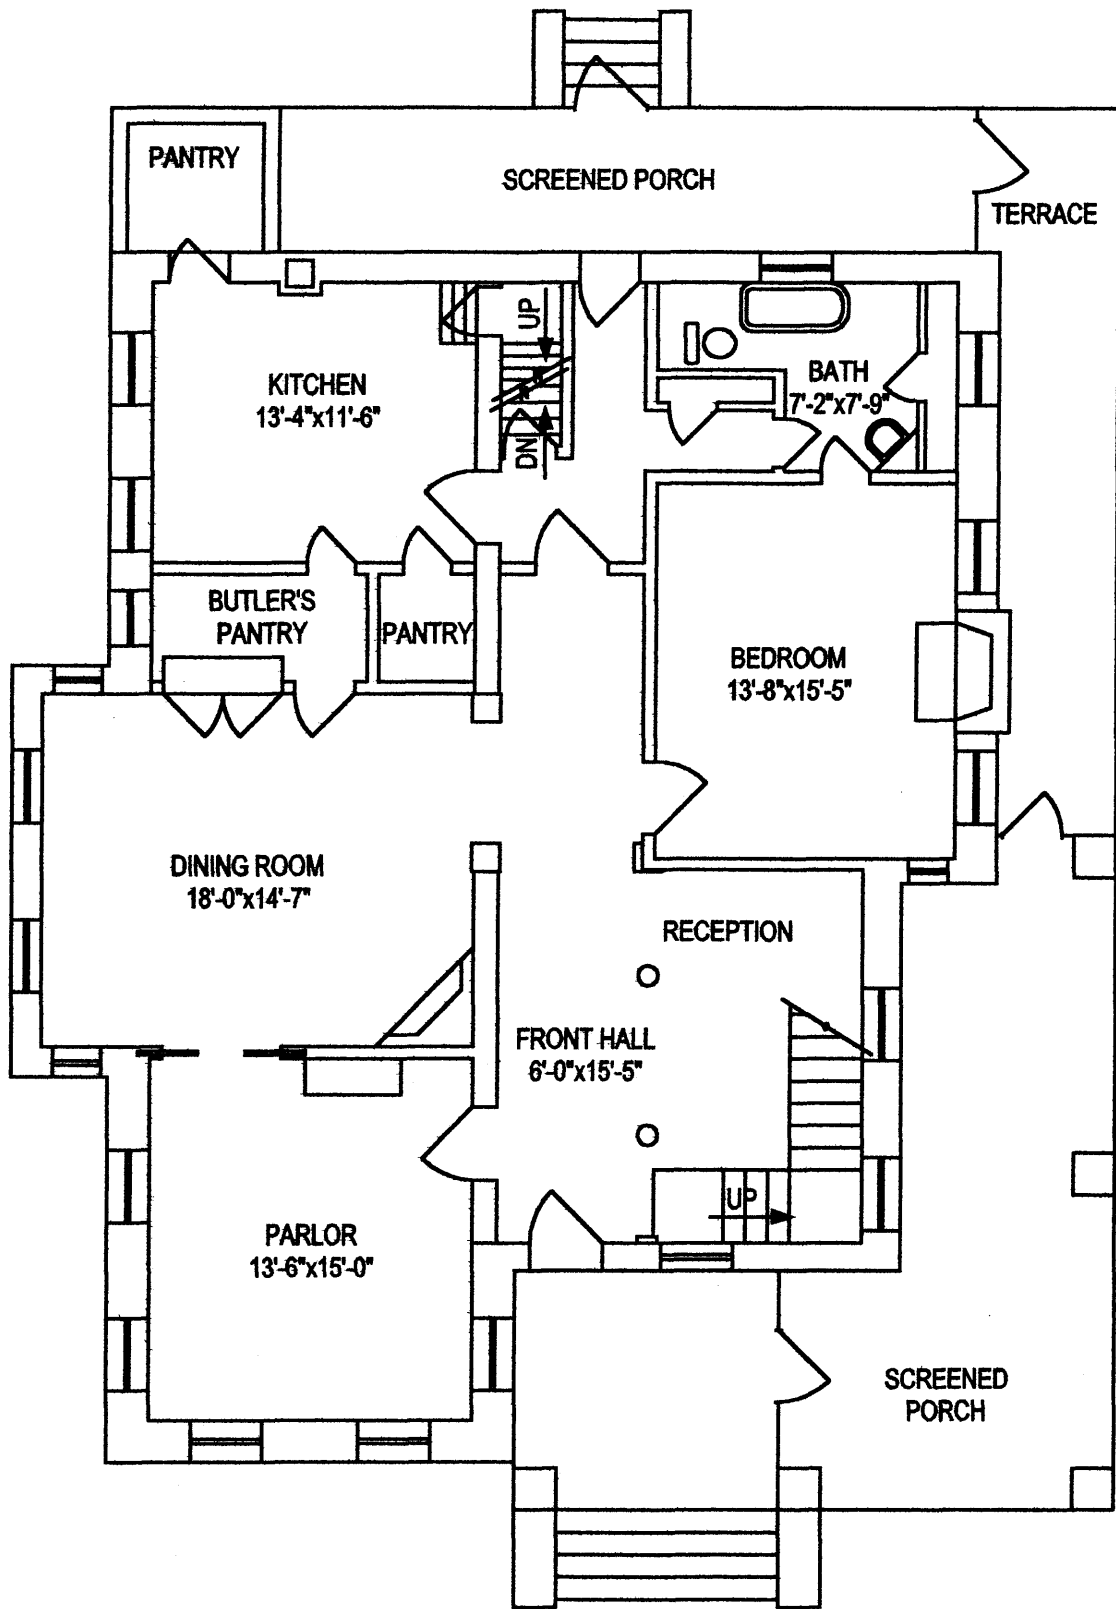 PANTRY
SCREENED PORCH
TERRACE
UP
KITCHEN
13'-4"x11'-6"
BATH
7'-2"x7'-9"
DN
BUTLER'S
PANTRY
PANTRY
BEDROOM
13'-8"x15'-5"
DINING ROOM
18'-0"x14'-7"
RECEPTION
FRONT HALL
6'-0"x15'-5"
UP
PARLOR
13'-6"x15'-0"
SCREENED
PORCH